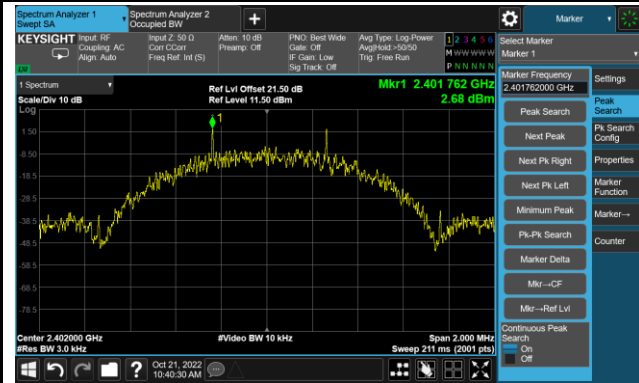 Spectrum Analyzer 1
Swept SA
Spectrum Analyzer 2
Occupied BW
+
Marker
KEYSIGHT
Input: RF
Coupling: AC
Align: Auto
Input Z: 50 Ω
Corr CCorr
Freq Ref: Int (S)
Atten: 10 dB
Preamp: Off
PNO: Best Wide
Gate: Off
IF Gain: Low
Sig Track: Off
Avg Type: Log-Power
Avg|Hold:>50/50
Trig: Free Run
1 2 3 4 5 6
M W W W W W
P N N N N N
Select Marker
Marker 1
1 Spectrum
Scale/Div 10 dB
Log
Ref Lvl Offset 21.50 dB
Ref Level 11.50 dBm
Mkr1 2.401 762 GHz
2.68 dBm
1
1.50
-8.50
-18.5
-28.5
-38.5
-48.5
-58.5
-68.5
-78.5
Center 2.402000 GHz
#Res BW 3.0 kHz
#Video BW 10 kHz
Span 2.000 MHz
Sweep 211 ms (2001 pts)
Marker Frequency
2.401762000 GHz
Peak Search
Next Peak
Next Pk Right
Next Pk Left
Minimum Peak
Pk-Pk Search
Marker Delta
Mkr→CF
Mkr→Ref Lvl
Continuous Peak
Search
On
Off
Settings
Peak
Search
Pk Search
Config
Properties
Marker
Function
Marker→
Counter
?
Oct 21, 2022
10:40:30 AM